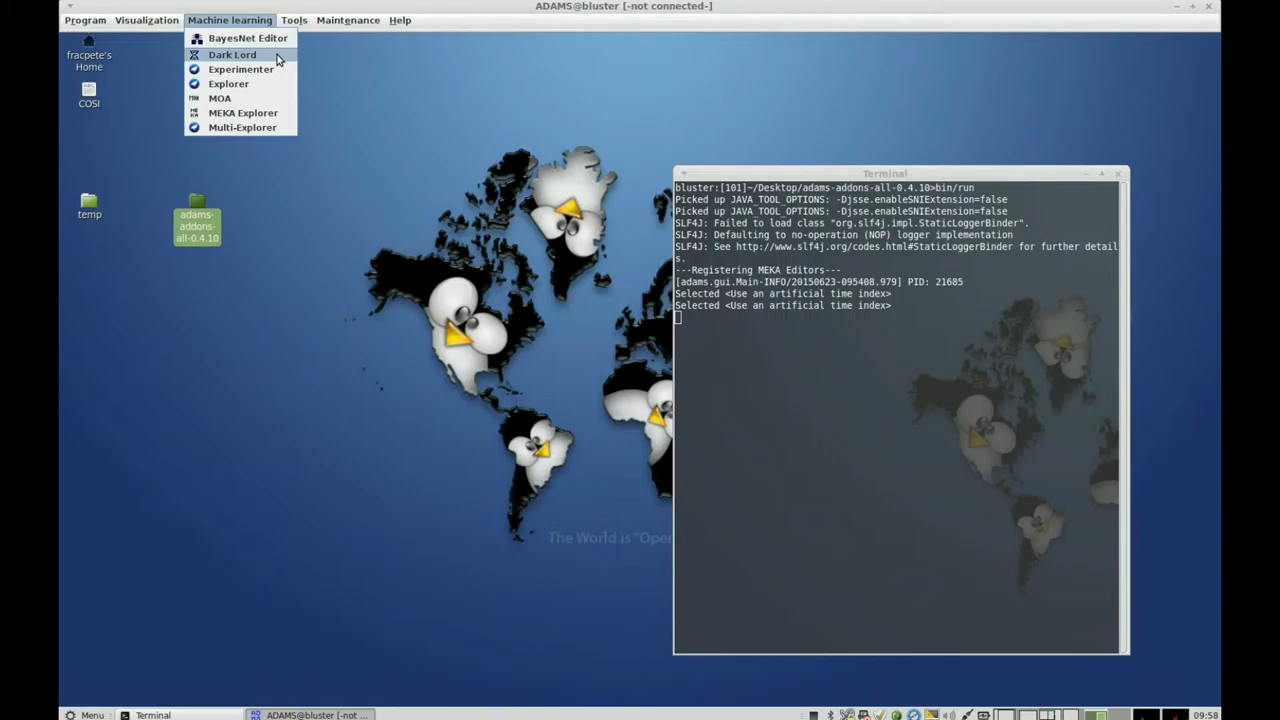 ADAMS@bluster [-not connected-]
Program Visualization Machine learning Tools Maintenance Help
BayesNet Editor
Dark Lord
Experimenter
Explorer
MOA
MEKA Explorer
Multi-Explorer
fracpete's
Home
COSI
temp
adams-
addons-
all-0.4.10
Terminal
bluster:[101]~/Desktop/adams-addons-all-0.4.10>bin/run
Picked up JAVA_TOOL_OPTIONS: -Djsse.enableSNIExtension=false
Picked up JAVA_TOOL_OPTIONS: -Djsse.enableSNIExtension=false
SLF4J: Failed to load class "org.slf4j.impl.StaticLoggerBinder".
SLF4J: Defaulting to no-operation (NOP) logger implementation
SLF4J: See http://www.slf4j.org/codes.html#StaticLoggerBinder for further detail
s.
---Registering MEKA Editors---
[adams.gui.Main-INFO/20150623-095408.979] PID: 21685
Selected <Use an artificial time index>
Selected <Use an artificial time index>
The World is "Open
Menu Terminal ADAMS@bluster [-not ... 09:58